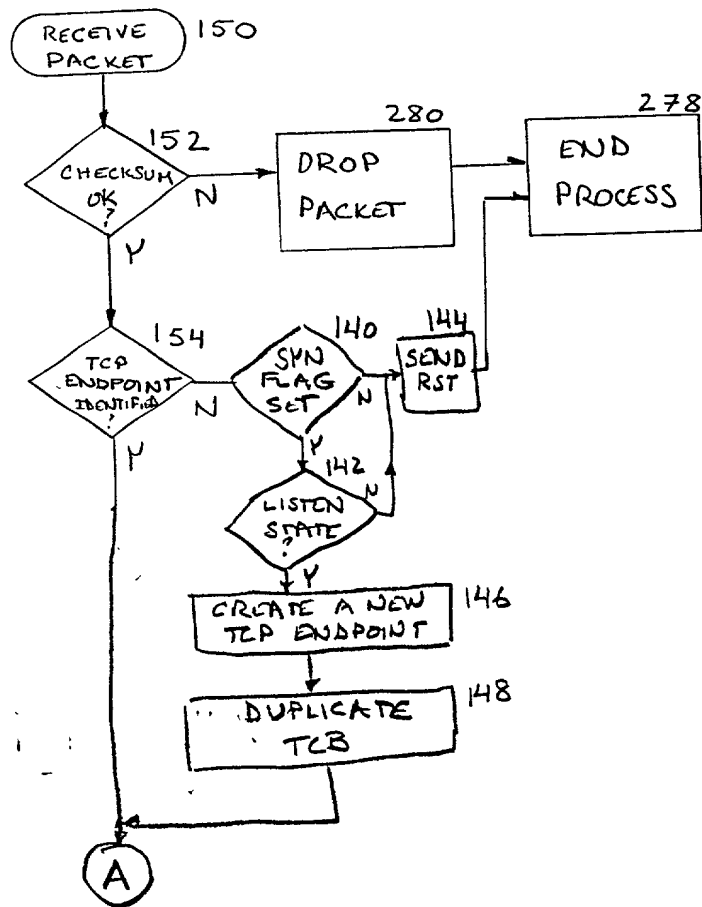 RECEIVE
PACKET
150
CHECKSUM
OK
?
152
N
Y
280
DROP
PACKET
278
END
PROCESS
TCP
ENDPOINT
IDENTIFIED
?
154
N
Y
SYN
FLAG
SET
140
N
Y
144
SEND
RST
LISTEN
STATE
?
142
N
Y
CREATE A NEW
TCP ENDPOINT
146
DUPLICATE
TCB
148
A